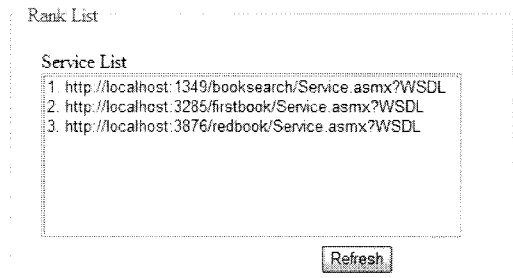 Rank List
Service List
1. http://localhost:1349/booksearch/Service.asmx?WSDL
2. http://localhost:3285/firstbook/Service.asmx?WSDL
3. http://localhost:3876/redbook/Service.asmx?WSDL
Refresh